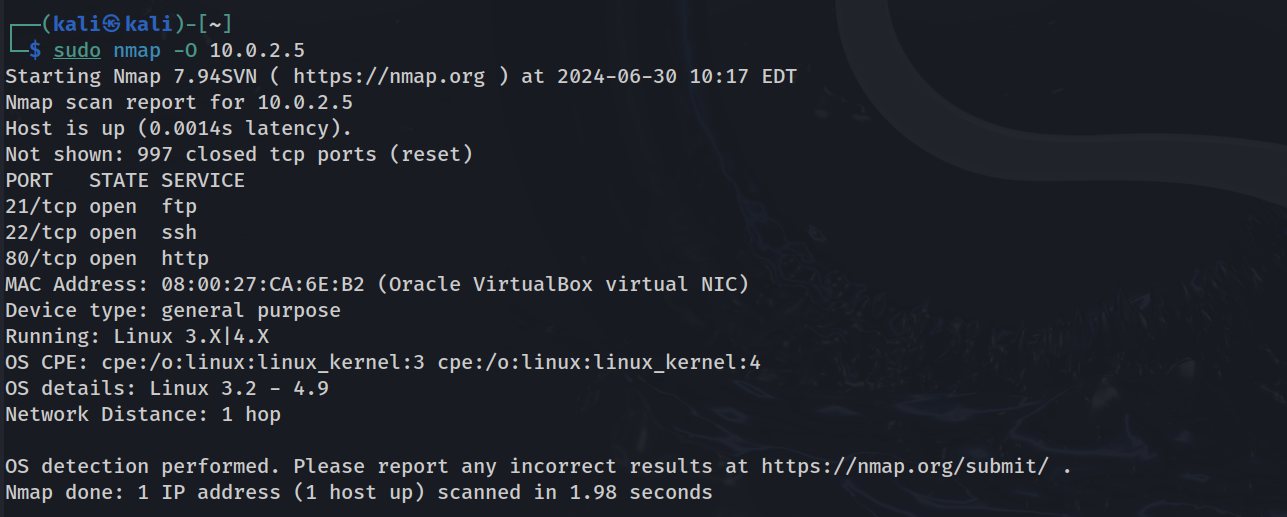 ┌──(kali㉿kali)-[~]
└─$ sudo nmap -O 10.0.2.5
Starting Nmap 7.94SVN ( https://nmap.org ) at 2024-06-30 10:17 EDT
Nmap scan report for 10.0.2.5
Host is up (0.0014s latency).
Not shown: 997 closed tcp ports (reset)
PORT   STATE SERVICE
21/tcp open  ftp
22/tcp open  ssh
80/tcp open  http
MAC Address: 08:00:27:CA:6E:B2 (Oracle VirtualBox virtual NIC)
Device type: general purpose
Running: Linux 3.X|4.X
OS CPE: cpe:/o:linux:linux_kernel:3 cpe:/o:linux:linux_kernel:4
OS details: Linux 3.2 - 4.9
Network Distance: 1 hop

OS detection performed. Please report any incorrect results at https://nmap.org/submit/ .
Nmap done: 1 IP address (1 host up) scanned in 1.98 seconds